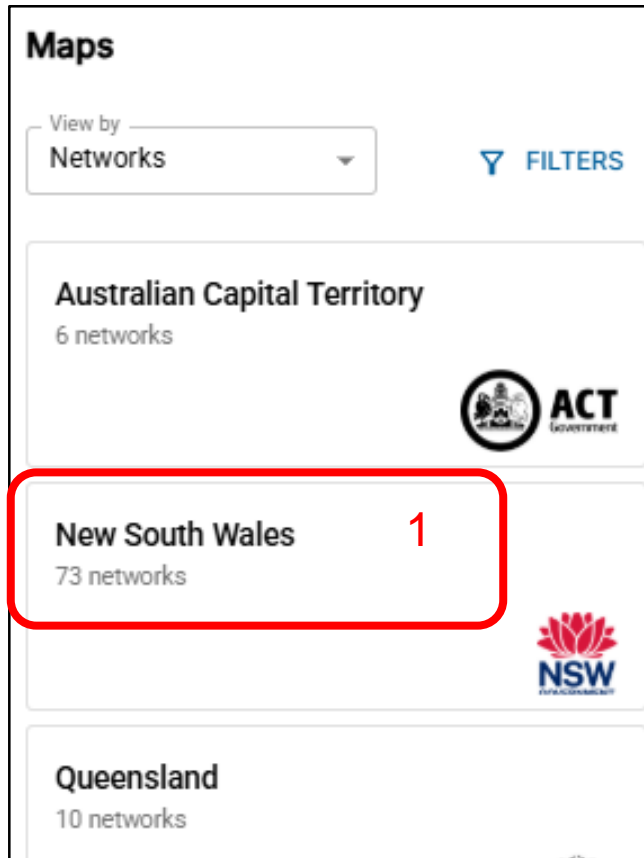 Maps
View by
Networks
FILTERS
Australian Capital Territory
6 networks
ACT
Government
New South Wales
1
73 networks
NSW
GOVERNMENT
Queensland
10 networks